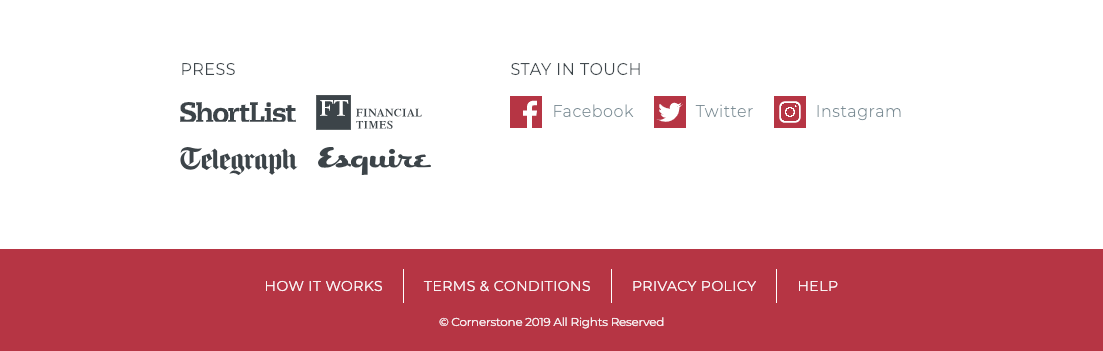 PRESS
ShortList
FT FINANCIAL
TIMES
Telegraph
Esquire
STAY IN TOUCH
Facebook
Twitter
Instagram
HOW IT WORKS
TERMS & CONDITIONS
PRIVACY POLICY
HELP
© Cornerstone 2019 All Rights Reserved